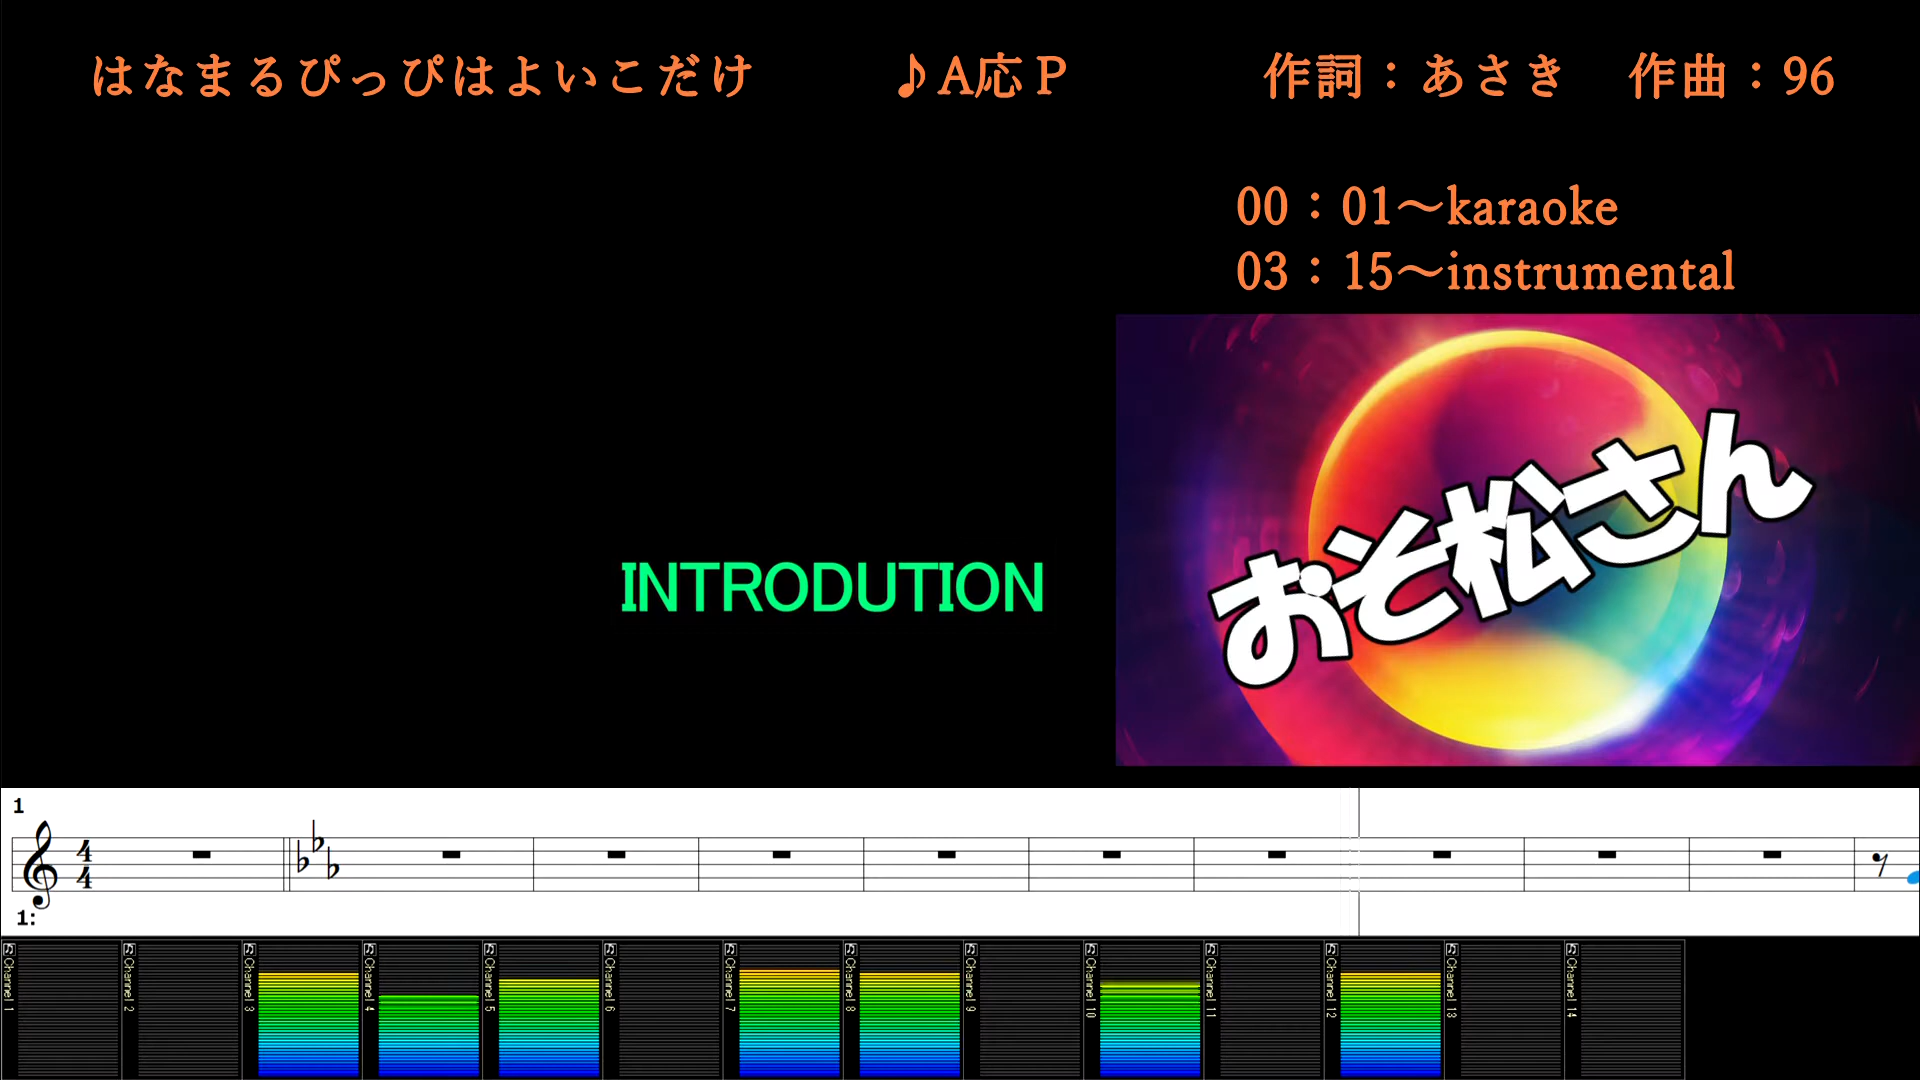 はなまるぴっぴはよいこだけ ♪A応Ｐ 作詞：あさき 作曲：96
00：01～karaoke
03：15～instrumental
おそ松さん
INTRODUTION
1
4
4
1:
Channel 1
Channel 2
Channel 3
Channel 4
Channel 5
Channel 6
Channel 7
Channel 8
Channel 9
Channel 10
Channel 11
Channel 12
Channel 13
Channel 14